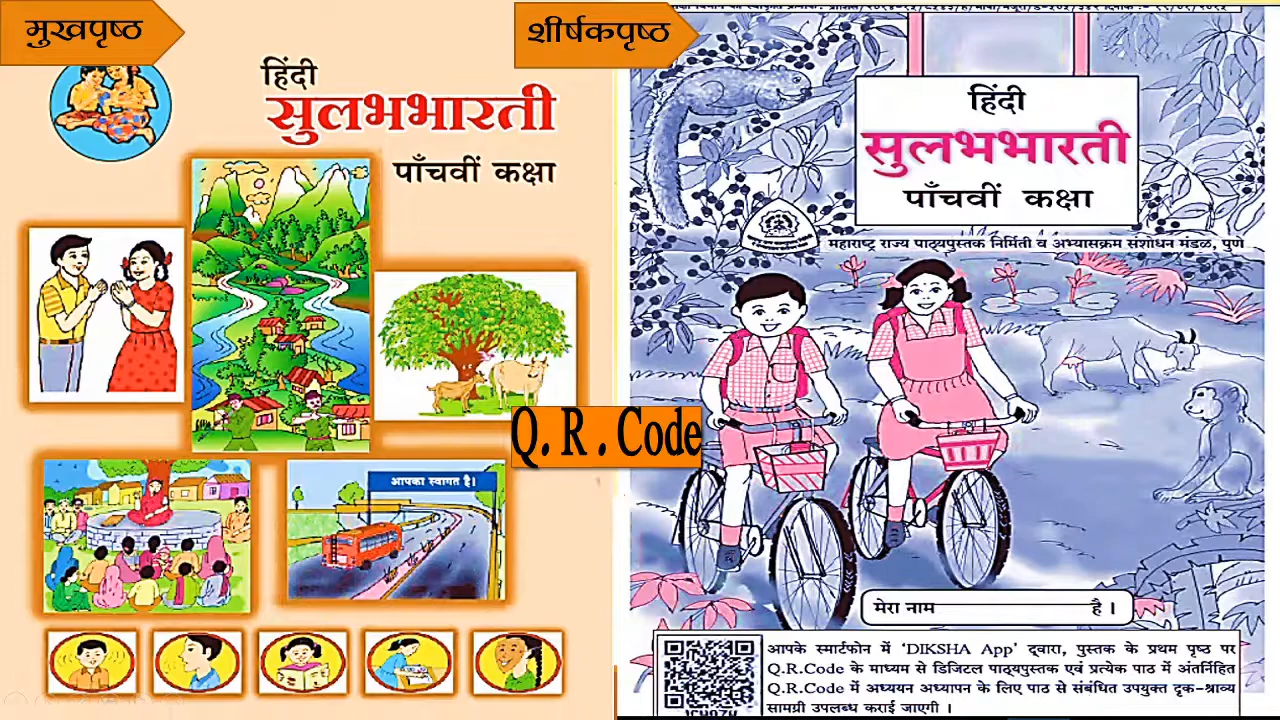 मुखपृष्ठ
हिंदी
सुलभभारती
पाँचवीं कक्षा
आपका स्वागत है।
शीर्षकपृष्ठ
हिंदी
सुलभभारती
पाँचवीं कक्षा
महाराष्ट्र राज्य पाठ्यपुस्तक निर्मिती व अभ्यासक्रम संशोधन मंडळ, पुणे
Q. R. Code
मेरा नाम है ।
आपके स्मार्टफोन में 'DIKSHA App' द्‌वारा, पुस्तक के प्रथम पृष्ठ पर
Q.R.Code के माध्यम से डिजिटल पाठ्यपुस्तक एवं प्रत्येक पाठ में अंतर्निहित
Q.R.Code में अध्ययन अध्यापन के लिए पाठ से संबंधित उपयुक्त दृक-श्राव्य
सामग्री उपलब्ध कराई जाएगी ।